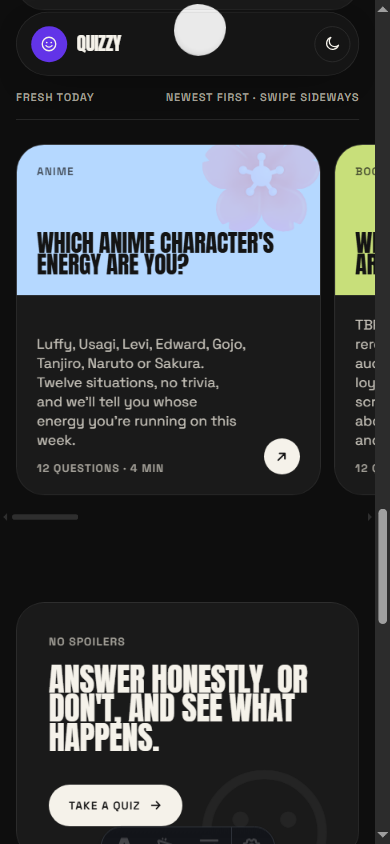 QUIZZY
FRESH TODAY
NEWEST FIRST · SWIPE SIDEWAYS
ANIME
WHICH ANIME CHARACTER'S
ENERGY ARE YOU?
Luffy, Usagi, Levi, Edward, Gojo,
Tanjiro, Naruto or Sakura.
Twelve situations, no trivia,
and we'll tell you whose
energy you're running on this
week.
12 QUESTIONS · 4 MIN
NO SPOILERS
ANSWER HONESTLY. OR
DON'T, AND SEE WHAT
HAPPENS.
TAKE A QUIZ